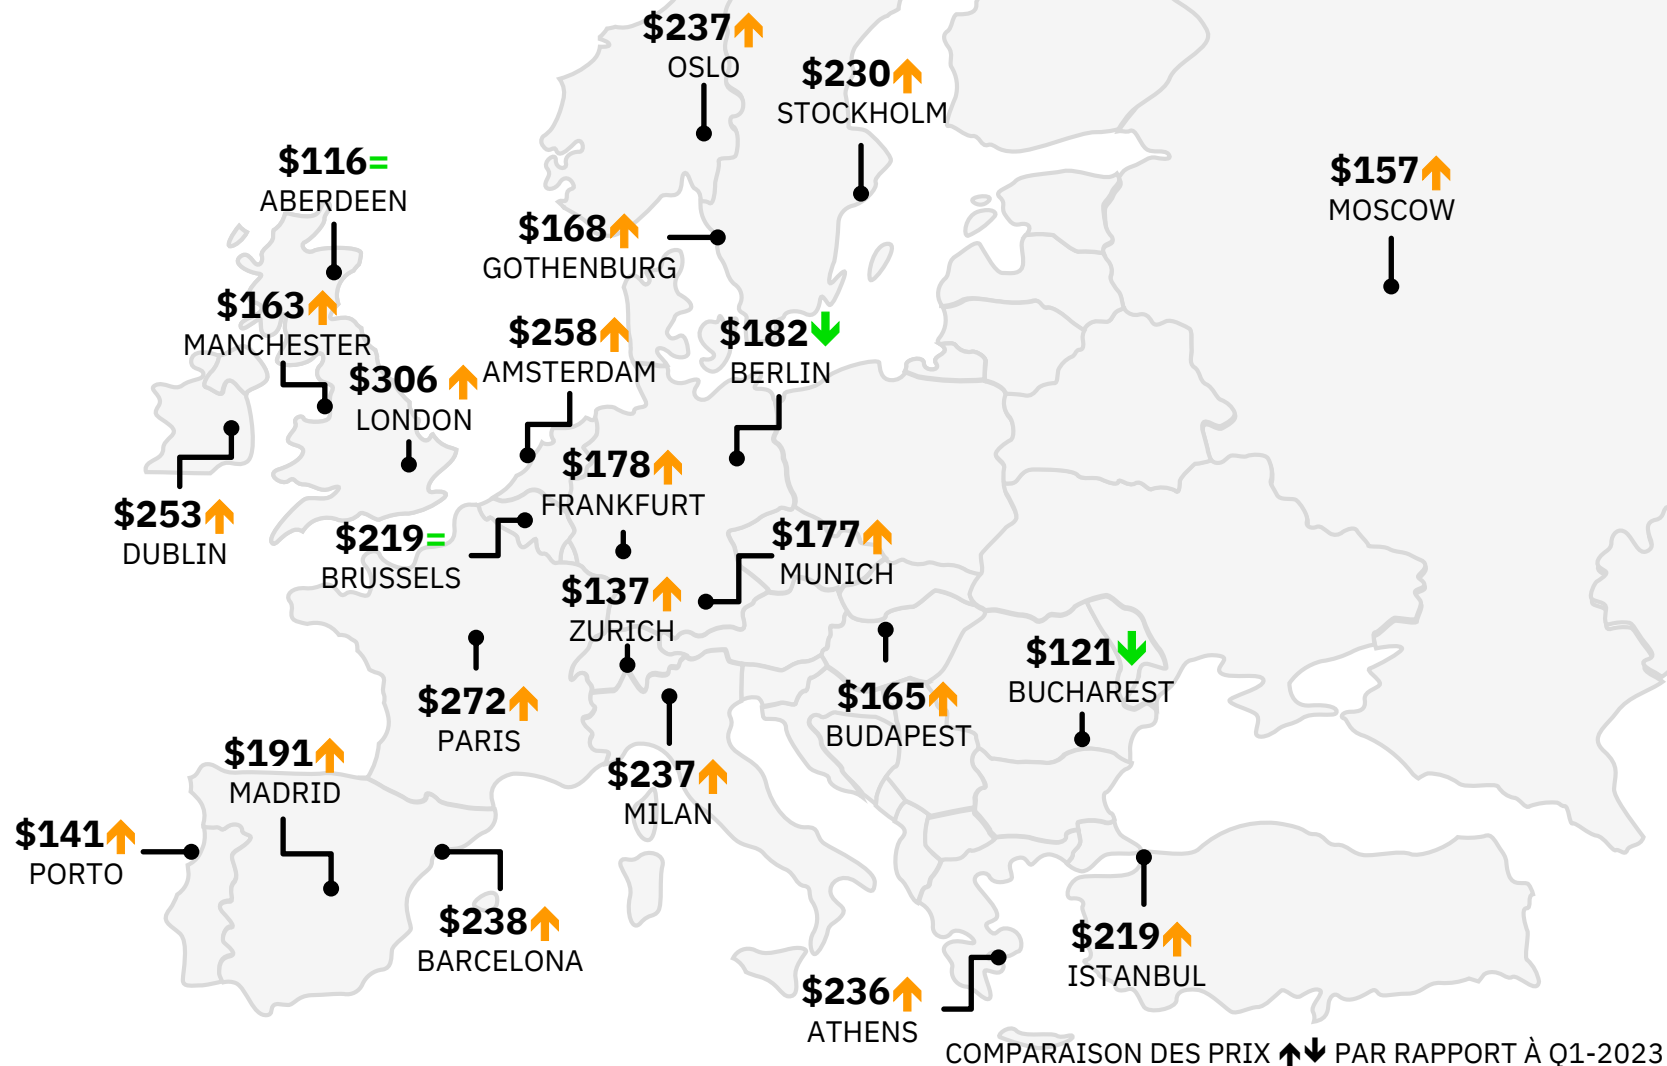 $237↑
OSLO
$230↑
STOCKHOLM
$116=
ABERDEEN
$157↑
MOSCOW
$168↑
GOTHENBURG
$163↑
MANCHESTER
$258↑
AMSTERDAM
$182↓
BERLIN
$306 ↑
LONDON
$178↑
FRANKFURT
$253↑
DUBLIN
$219=
BRUSSELS
$177↑
MUNICH
$137↑
ZURICH
$121↓
BUCHAREST
$272↑
PARIS
$165↑
BUDAPEST
$191↑
MADRID
$237↑
MILAN
$141↑
PORTO
$238↑
BARCELONA
$219↑
ISTANBUL
$236↑
ATHENS
COMPARAISON DES PRIX ↑↓ PAR RAPPORT À Q1-2023